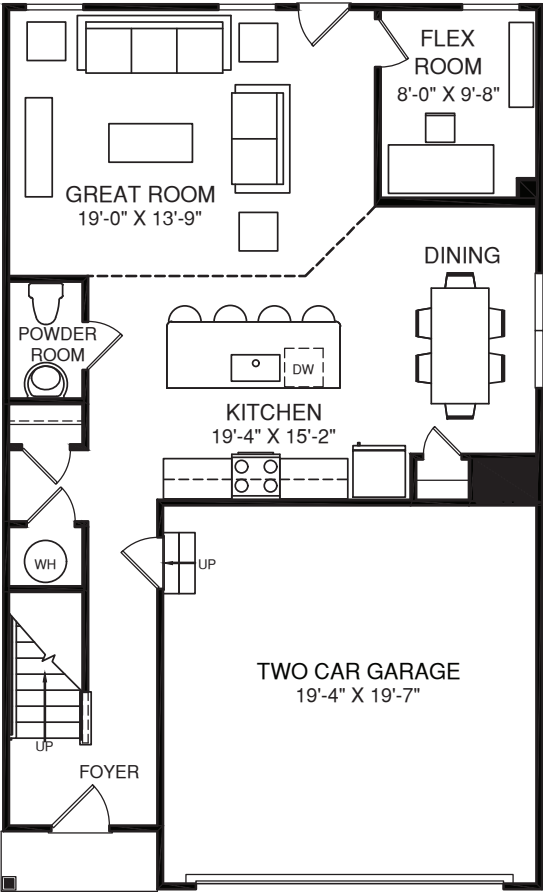 FLEX
ROOM
8'-0" X 9'-8"
GREAT ROOM
19'-0" X 13'-9"
DINING
POWDER
ROOM
DW
KITCHEN
19'-4" X 15'-2"
WH
UP
TWO CAR GARAGE
19'-4" X 19'-7"
UP
FOYER